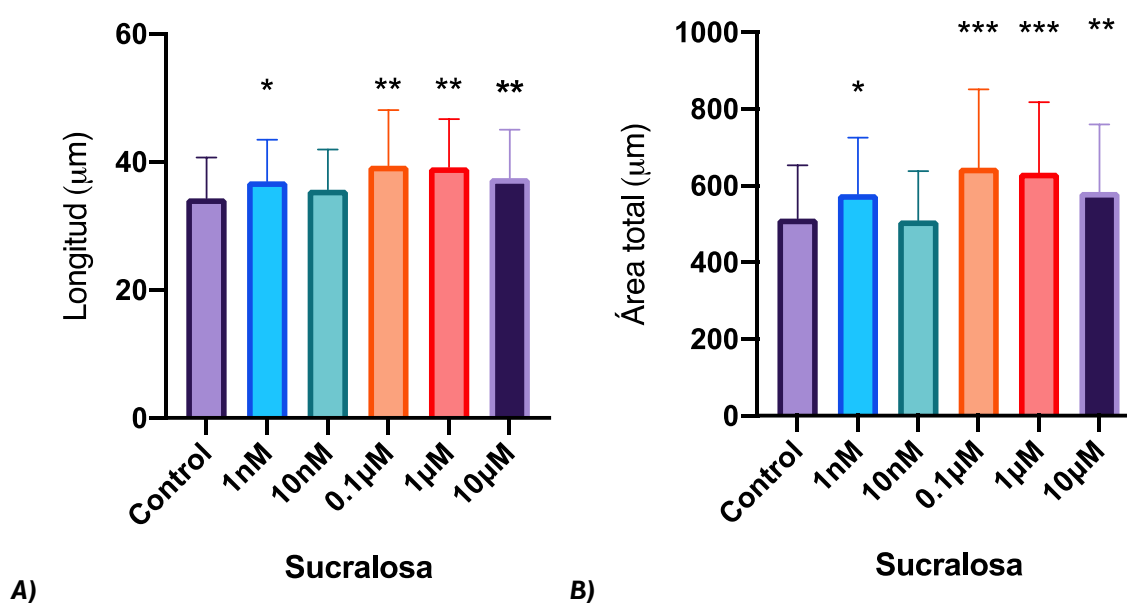 Longitud (μm)
60
40
20
0
* ** ** **
Control 1nM 10nM 0.1μM 1μM 10μM
Sucralosa
A)
Área total (μm)
1000
800
600
400
200
0
* *** *** **
Control 1nM 10nM 0.1μM 1μM 10μM
Sucralosa
B)